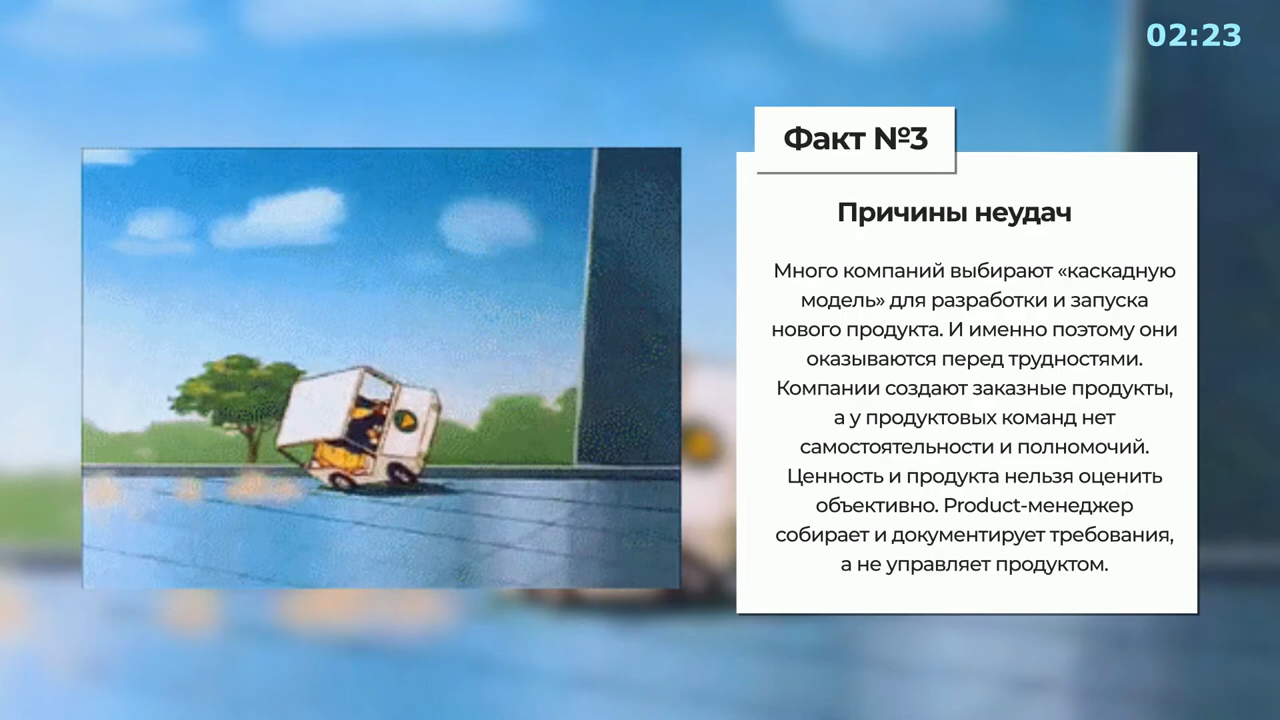 02:23
Факт №3
Причины неудач
Много компаний выбирают «каскадную
модель» для разработки и запуска
нового продукта. И именно поэтому они
оказываются перед трудностями.
Компании создают заказные продукты,
а у продуктовых команд нет
самостоятельности и полномочий.
Ценность и продукта нельзя оценить
объективно. Product-менеджер
собирает и документирует требования,
а не управляет продуктом.